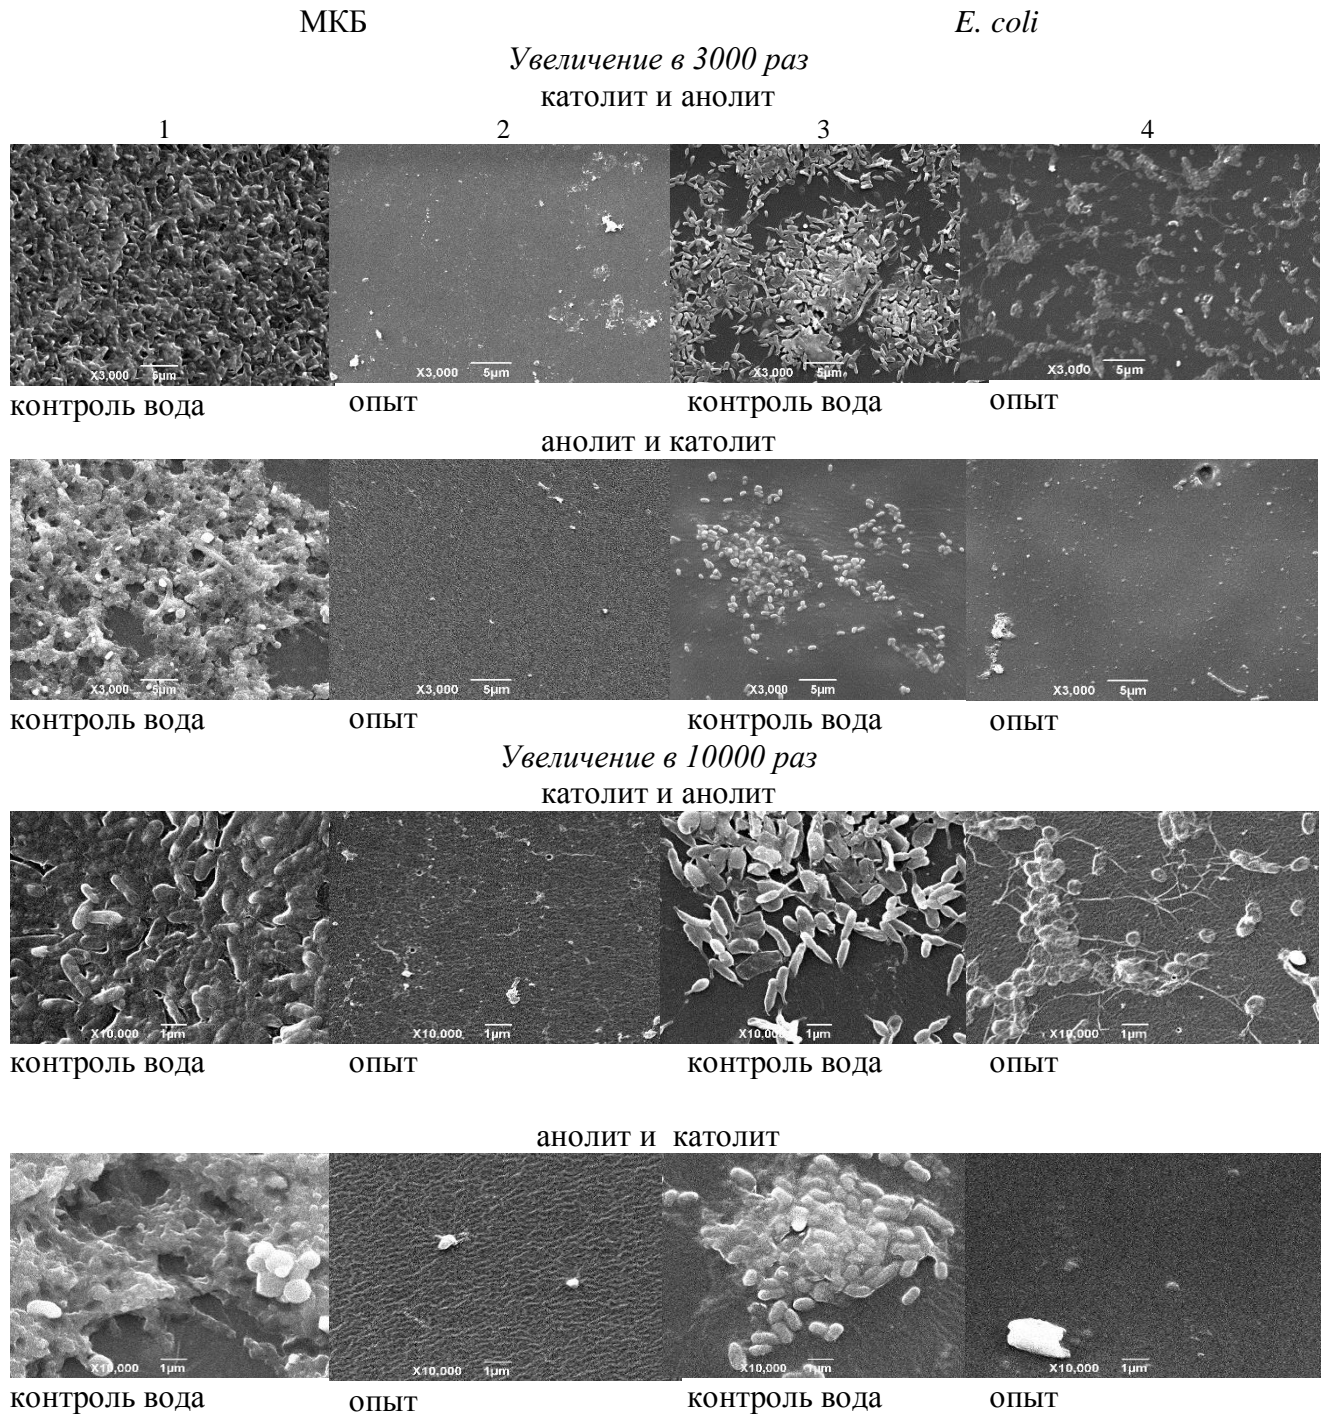 МКБ E. coli
Увеличение в 3000 раз
католит и анолит
1 2 3 4
X3,000 5µm X3,000 5µm X3,000 5µm X3,000 5µm
контроль вода опыт контроль вода опыт
анолит и католит
X3,000 5µm X3,000 5µm X3,000 5µm X3,000 5µm
контроль вода опыт контроль вода опыт
Увеличение в 10000 раз
католит и анолит
X10,000 1µm X10,000 1µm X10,000 1µm X10,000 1µm
контроль вода опыт контроль вода опыт
анолит и католит
X10,000 1µm X10,000 1µm X10,000 1µm X10,000 1µm
контроль вода опыт контроль вода опыт